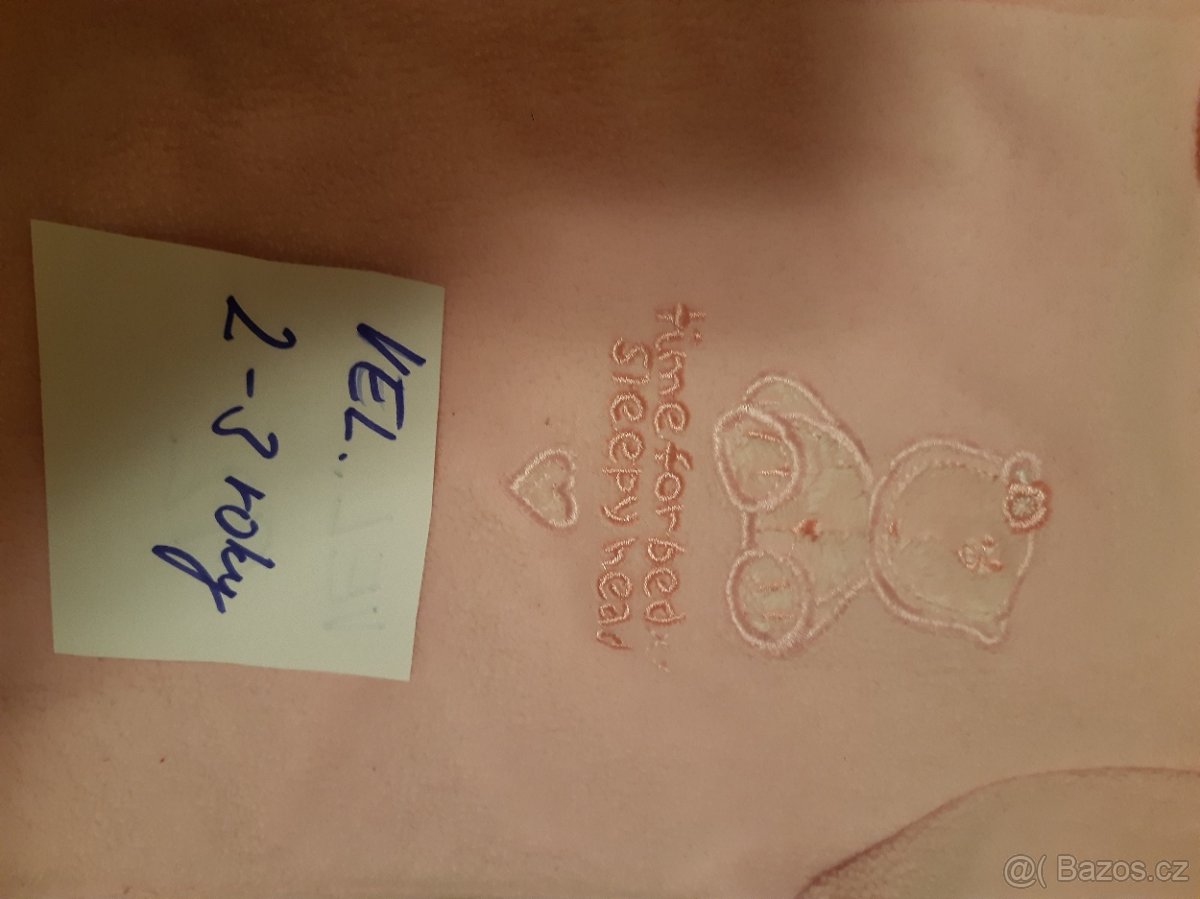 VEL.
2-3 roky
time for bed...
Sleepy head
@( Bazos.cz